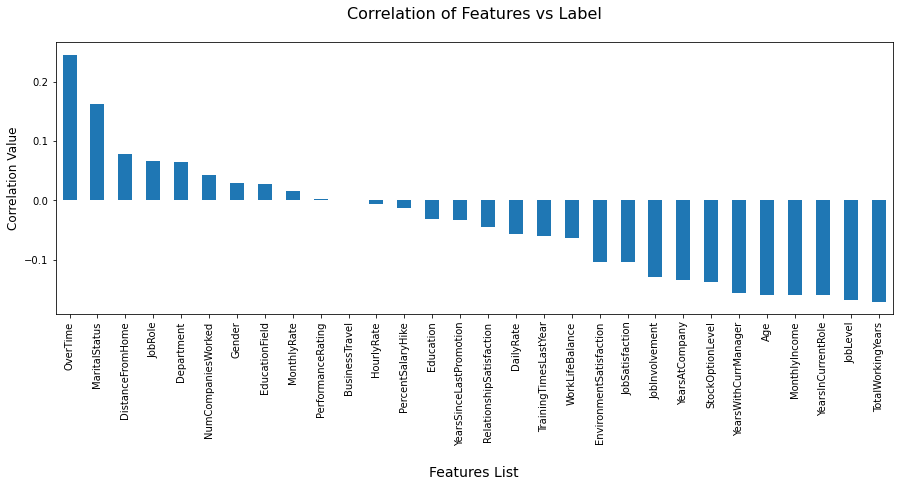 Correlation of Features vs Label
Correlation Value
0.2
0.1
0.0
−0.1
OverTime
MaritalStatus
DistanceFromHome
JobRole
Department
NumCompaniesWorked
Gender
EducationField
MonthlyRate
PerformanceRating
BusinessTravel
HourlyRate
PercentSalaryHike
Education
YearsSinceLastPromotion
RelationshipSatisfaction
DailyRate
TrainingTimesLastYear
WorkLifeBalance
EnvironmentSatisfaction
JobSatisfaction
JobInvolvement
YearsAtCompany
StockOptionLevel
YearsWithCurrManager
Age
MonthlyIncome
YearsInCurrentRole
JobLevel
TotalWorkingYears
Features List